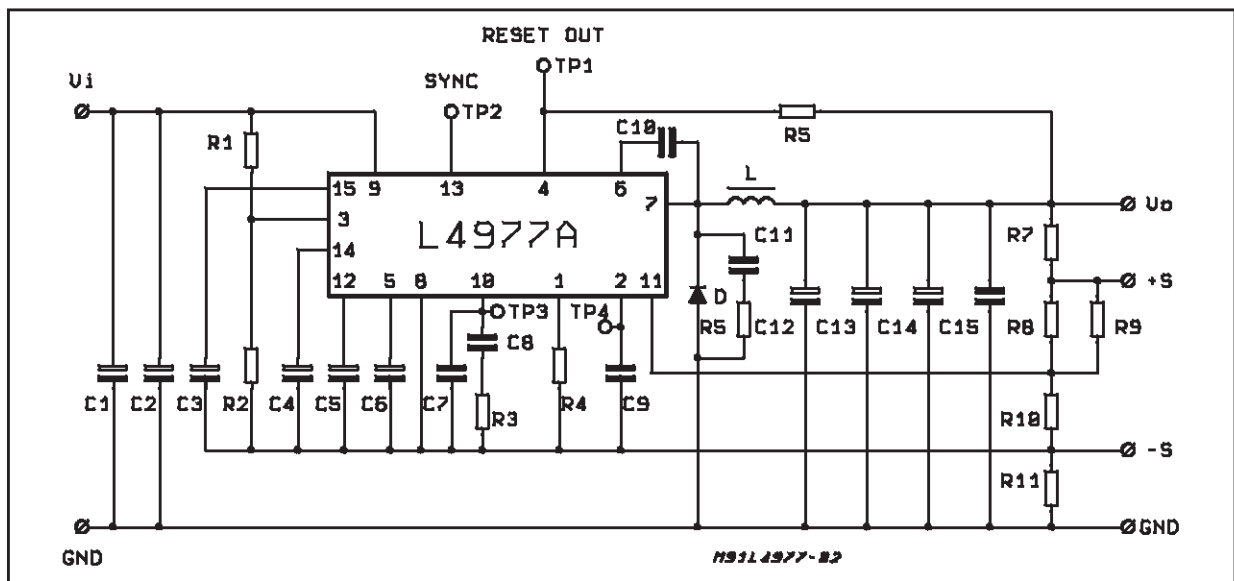 RESET OUT
TP1
Vi
SYNC
TP2
C10
R5
R1
15
9
13
4
6
7
L
Vo
3
14
L4977A
C11
R7
12
5
8
10
1
2
11
+S
TP3
TP4
D
R5
C12
C13
C14
C15
R8
R9
C8
C1
C2
C3
R2
C4
C5
C6
C7
R3
R4
C9
R10
-S
R11
GND
GND
M91L4977-02